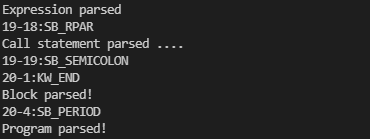 Expression parsed
19-18:SB_RPAR
Call statement parsed ....
19-19:SB_SEMICOLON
20-1:KW_END
Block parsed!
20-4:SB_PERIOD
Program parsed!